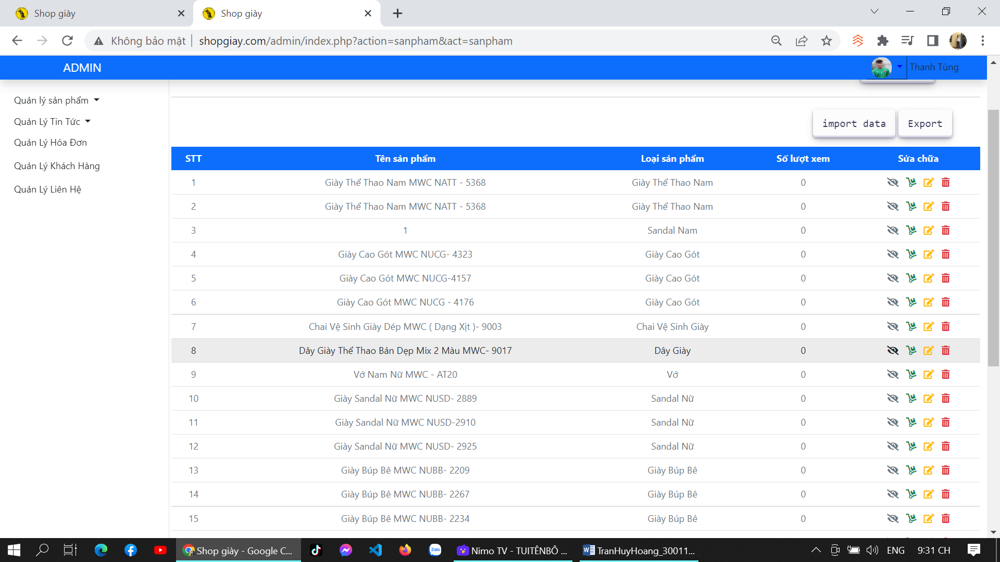 Shop giày
Shop giày
Không bảo mật
shopgiay.com/admin/index.php?action=sanpham&act=sanpham
ADMIN
Thanh Tùng
Quản lý sản phẩm
Quản Lý Tin Tức
Quản Lý Hóa Đơn
Quản Lý Khách Hàng
Quản Lý Liên Hệ
import data Export
STT Tên sản phẩm Loại sản phẩm Số lượt xem Sửa chữa
1 Giày Thể Thao Nam MWC NATT - 5368 Giày Thể Thao Nam 0
2 Giày Thể Thao Nam MWC NATT - 5368 Giày Thể Thao Nam 0
3 1 Sandal Nam 0
4 Giày Cao Gót MWC NUCG- 4323 Giày Cao Gót 0
5 Giày Cao Gót MWC NUCG-4157 Giày Cao Gót 0
6 Giày Cao Gót MWC NUCG - 4176 Giày Cao Gót 0
7 Chai Vệ Sinh Giày Dép MWC ( Dạng Xịt )- 9003 Chai Vệ Sinh Giày 0
8 Dây Giày Thể Thao Bản Dẹp Mix 2 Màu MWC- 9017 Dây Giày 0
9 Vớ Nam Nữ MWC - AT20 Vớ 0
10 Giày Sandal Nữ MWC NUSD- 2889 Sandal Nữ 0
11 Giày Sandal Nữ MWC NUSD-2910 Sandal Nữ 0
12 Giày Sandal Nữ MWC NUSD- 2925 Sandal Nữ 0
13 Giày Búp Bê MWC NUBB- 2209 Giày Búp Bê 0
14 Giày Búp Bê MWC NUBB- 2267 Giày Búp Bê 0
15 Giày Búp Bê MWC NUBB- 2234 Giày Búp Bê 0
Shop giày - Google C... Zalo Nimo TV - TUITÊNBÔ ... TranHuyHoang_30011... ENG 9:31 CH